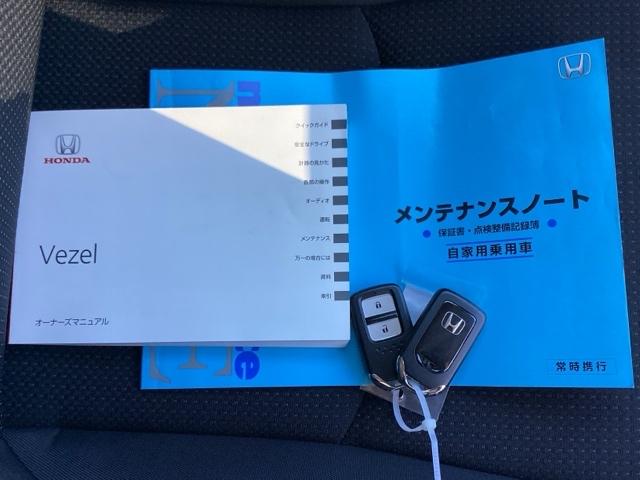 HONDA
Vezel
オーナーズマニュアル
クイックガイド
安全なドライブ
計器の見かた
各部の操作
オーディオ
運転
メンテナンス
万一の場合には
資料
索引
メンテナンスノート
保証書・点検整備記録簿
自家用乗用車
常時携行